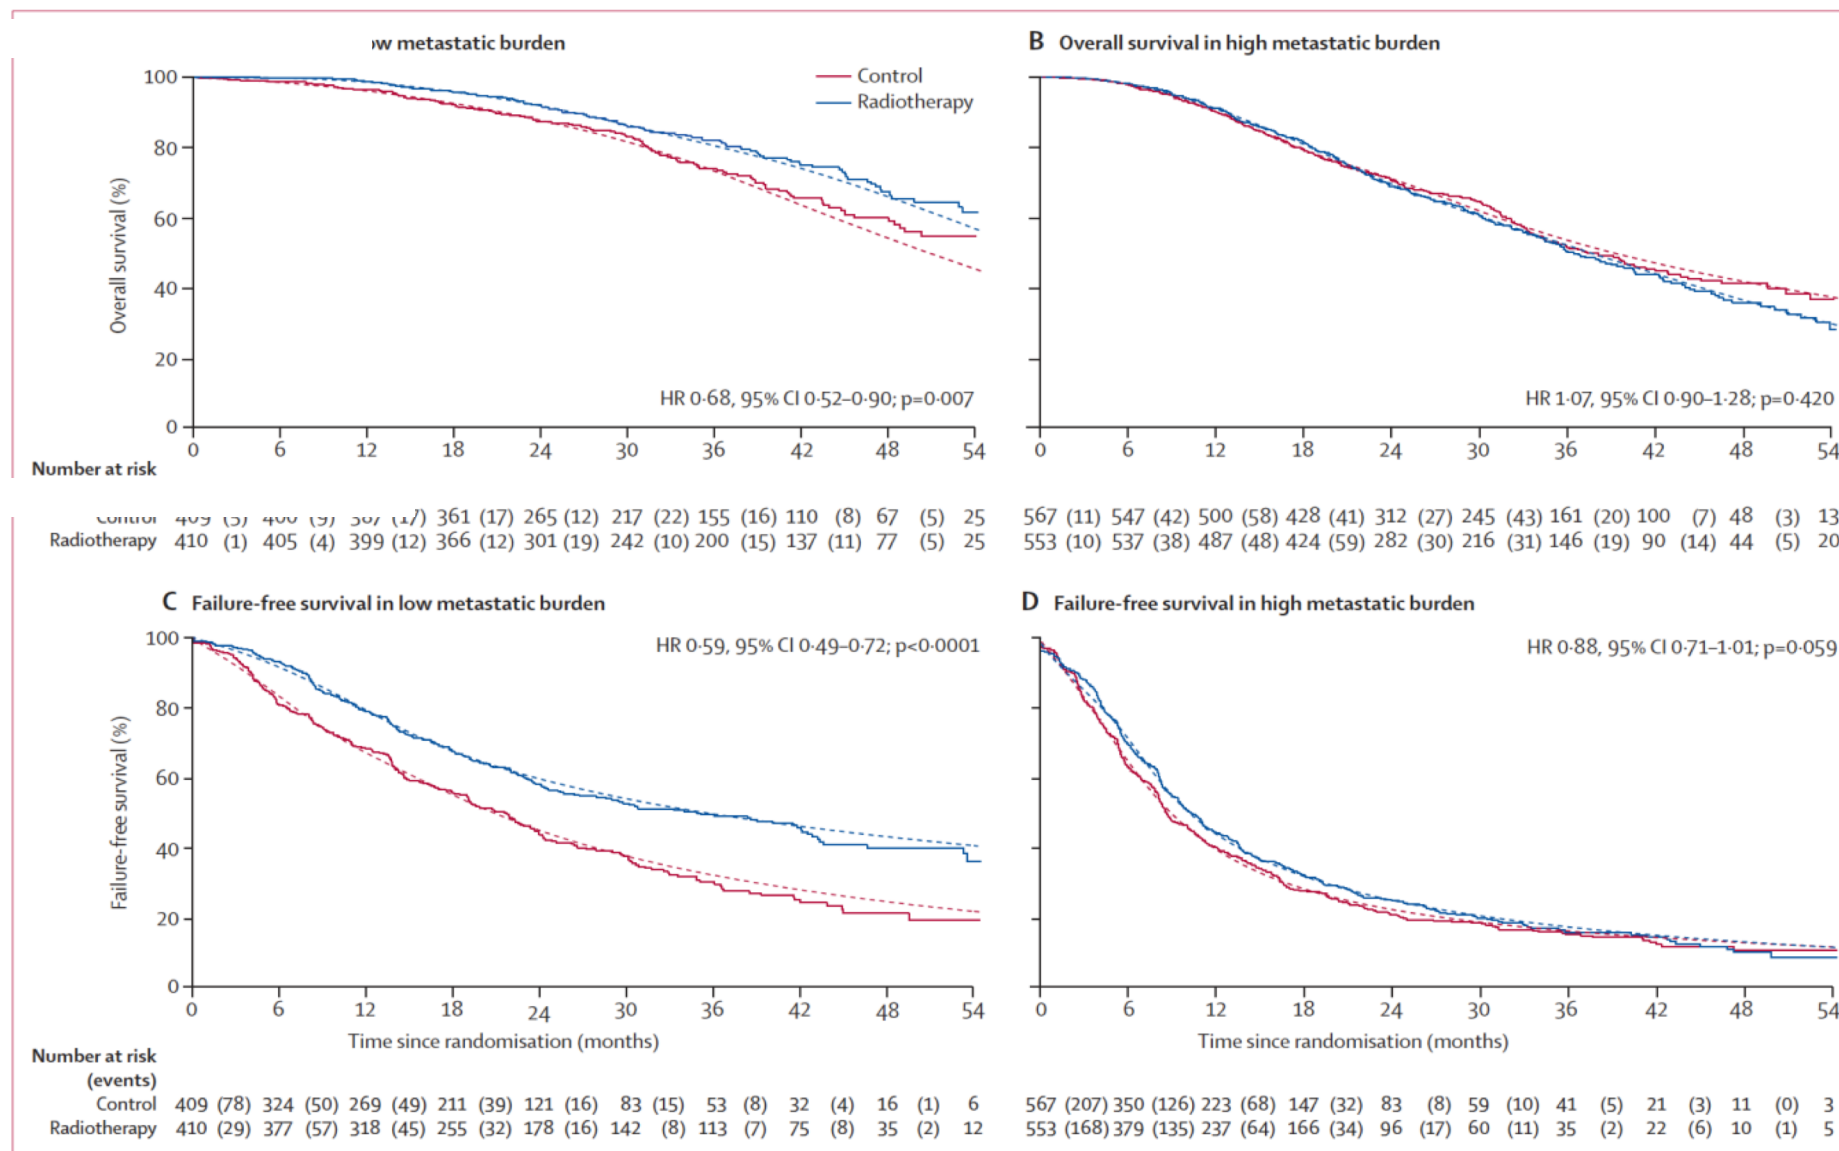 w metastatic burden
B Overall survival in high metastatic burden
Control
Radiotherapy
Overall survival (%)
100
80
60
40
20
0
HR 0·68, 95% CI 0·52–0·90; p=0·007
HR 1·07, 95% CI 0·90–1·28; p=0·420
0 6 12 18 24 30 36 42 48 54
0 6 12 18 24 30 36 42 48 54
Number at risk
Control 409 (5) 400 (9) 387 (17) 361 (17) 265 (12) 217 (22) 155 (16) 110 (8) 67 (5) 25
567 (11) 547 (42) 500 (58) 428 (41) 312 (27) 245 (43) 161 (20) 100 (7) 48 (3) 13
Radiotherapy 410 (1) 405 (4) 399 (12) 366 (12) 301 (19) 242 (10) 200 (15) 137 (11) 77 (5) 25
553 (10) 537 (38) 487 (48) 424 (59) 282 (30) 216 (31) 146 (19) 90 (14) 44 (5) 20
C Failure-free survival in low metastatic burden
D Failure-free survival in high metastatic burden
HR 0·59, 95% CI 0·49–0·72; p<0·0001
HR 0·88, 95% CI 0·71–1·01; p=0·059
Failure-free survival (%)
100
80
60
40
20
0
0 6 12 18 24 30 36 42 48 54
0 6 12 18 24 30 36 42 48 54
Time since randomisation (months)
Time since randomisation (months)
Number at risk
(events)
Control 409 (78) 324 (50) 269 (49) 211 (39) 121 (16) 83 (15) 53 (8) 32 (4) 16 (1) 6
567 (207) 350 (126) 223 (68) 147 (32) 83 (8) 59 (10) 41 (5) 21 (3) 11 (0) 3
Radiotherapy 410 (29) 377 (57) 318 (45) 255 (32) 178 (16) 142 (8) 113 (7) 75 (8) 35 (2) 12
553 (168) 379 (135) 237 (64) 166 (34) 96 (17) 60 (11) 35 (2) 22 (6) 10 (1) 5